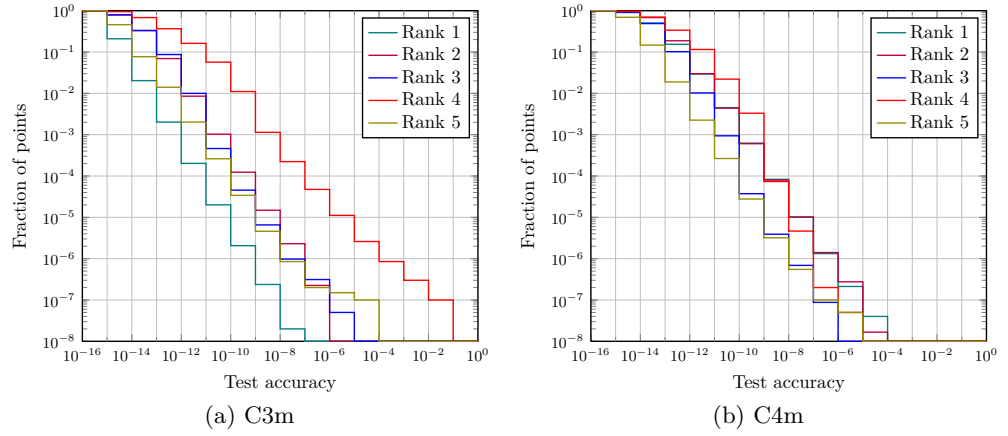 10^0
10^-1
10^-2
10^-3
10^-4
10^-5
10^-6
10^-7
10^-8
Fraction of points
10^-16 10^-14 10^-12 10^-10 10^-8 10^-6 10^-4 10^-2 10^0
Test accuracy
Rank 1
Rank 2
Rank 3
Rank 4
Rank 5
(a) C3m
10^0
10^-1
10^-2
10^-3
10^-4
10^-5
10^-6
10^-7
10^-8
Fraction of points
10^-16 10^-14 10^-12 10^-10 10^-8 10^-6 10^-4 10^-2 10^0
Test accuracy
Rank 1
Rank 2
Rank 3
Rank 4
Rank 5
(b) C4m